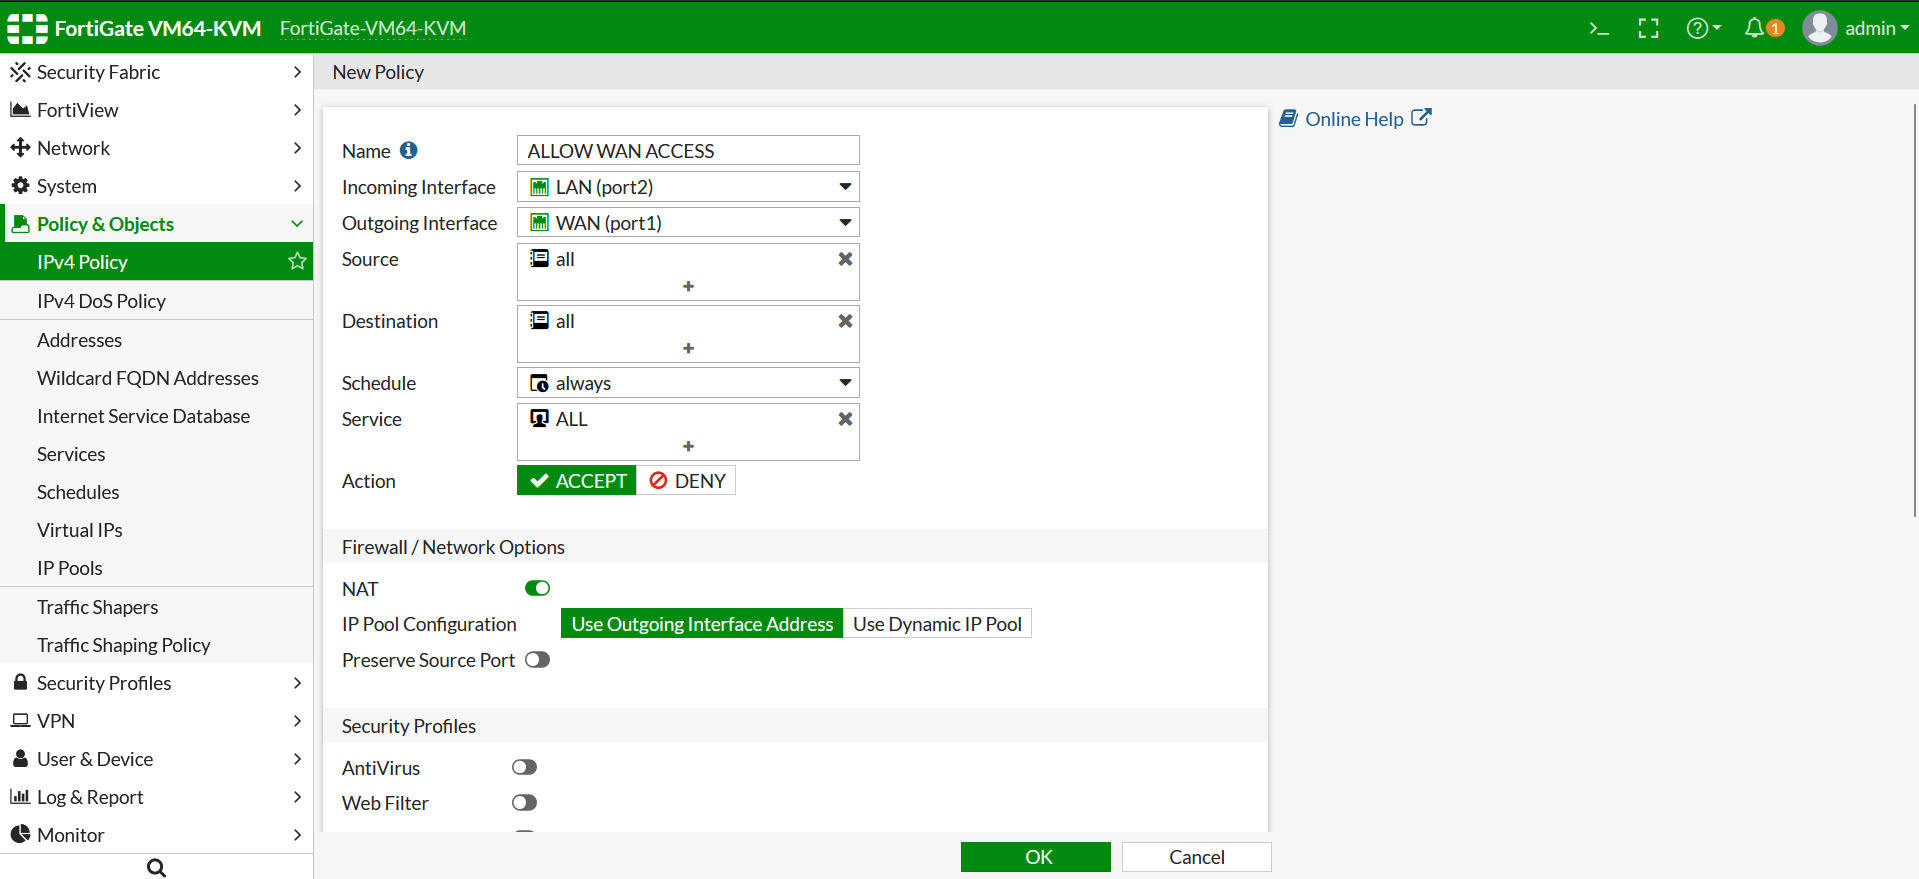 FortiGate VM64-KVM FortiGate-VM64-KVM 1 admin
Security Fabric
FortiView
Network
System
Policy & Objects
IPv4 Policy
IPv4 DoS Policy
Addresses
Wildcard FQDN Addresses
Internet Service Database
Services
Schedules
Virtual IPs
IP Pools
Traffic Shapers
Traffic Shaping Policy
Security Profiles
VPN
User & Device
Log & Report
Monitor
New Policy
Name ALLOW WAN ACCESS
Incoming Interface LAN (port2)
Outgoing Interface WAN (port1)
Source all
Destination all
Schedule always
Service ALL
Action ACCEPT DENY
Firewall / Network Options
NAT
IP Pool Configuration Use Outgoing Interface Address Use Dynamic IP Pool
Preserve Source Port
Security Profiles
AntiVirus
Web Filter
OK Cancel
Online Help